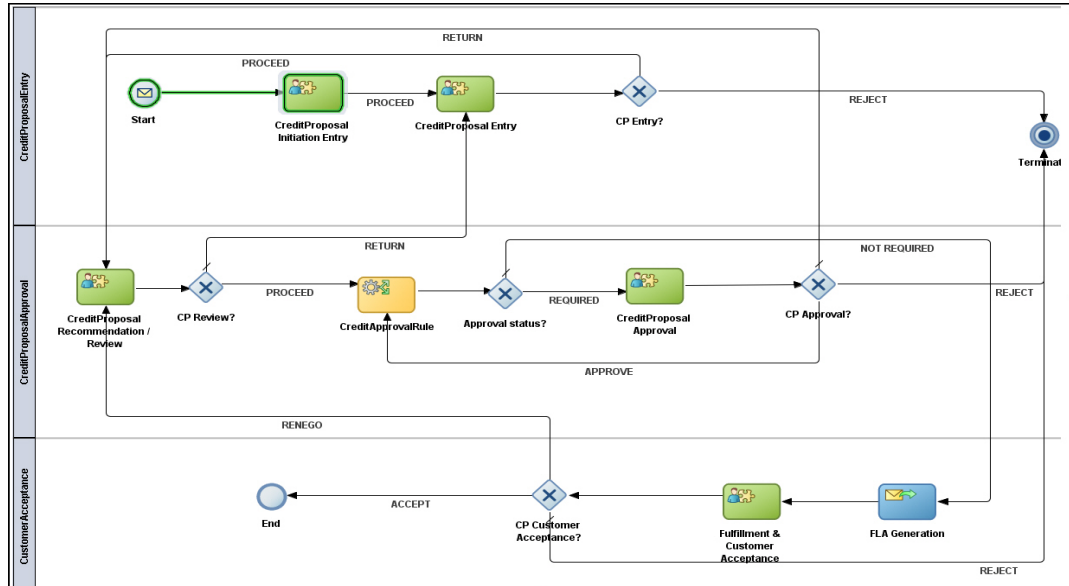 CreditProposalEntry
RETURN
PROCEED
PROCEED
REJECT
Start
CreditProposal
Initiation Entry
CreditProposal Entry
CP Entry?
Terminat
CreditProposalApproval
RETURN
NOT REQUIRED
PROCEED
REQUIRED
REJECT
CreditProposal
Recommendation /
Review
CP Review?
CreditApprovalRule
Approval status?
CreditProposal
Approval
CP Approval?
APPROVE
RENEGO
CustomerAcceptance
ACCEPT
End
CP Customer
Acceptance?
Fulfillment &
Customer
Acceptance
FLA Generation
REJECT